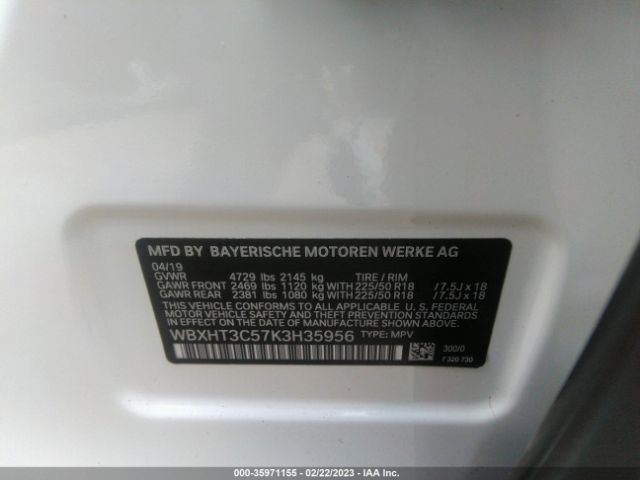 MFD BY BAYERISCHE MOTOREN WERKE AG
04/19
GVWR 4729 lbs 2145 kg TIRE / RIM
GAWR FRONT 2469 lbs 1120 kg WITH 225/50 R18 /7.5J x 18
GAWR REAR 2381 lbs 1080 kg WITH 225/50 R18 /7.5J x 18
THIS VEHICLE CONFORMS TO ALL APPLICABLE U. S. FEDERAL
MOTOR VEHICLE SAFETY, BUMPER, AND THEFT
PREVENTION STANDARDS IN EFFECT ON THE DATE OF
MANUFACTURE SHOWN ABOVE.
WBXHT3C57K3H35956 TYPE: MPV
300/0
7 320 730
000-35971155 - 02/22/2023 - IAA Inc.